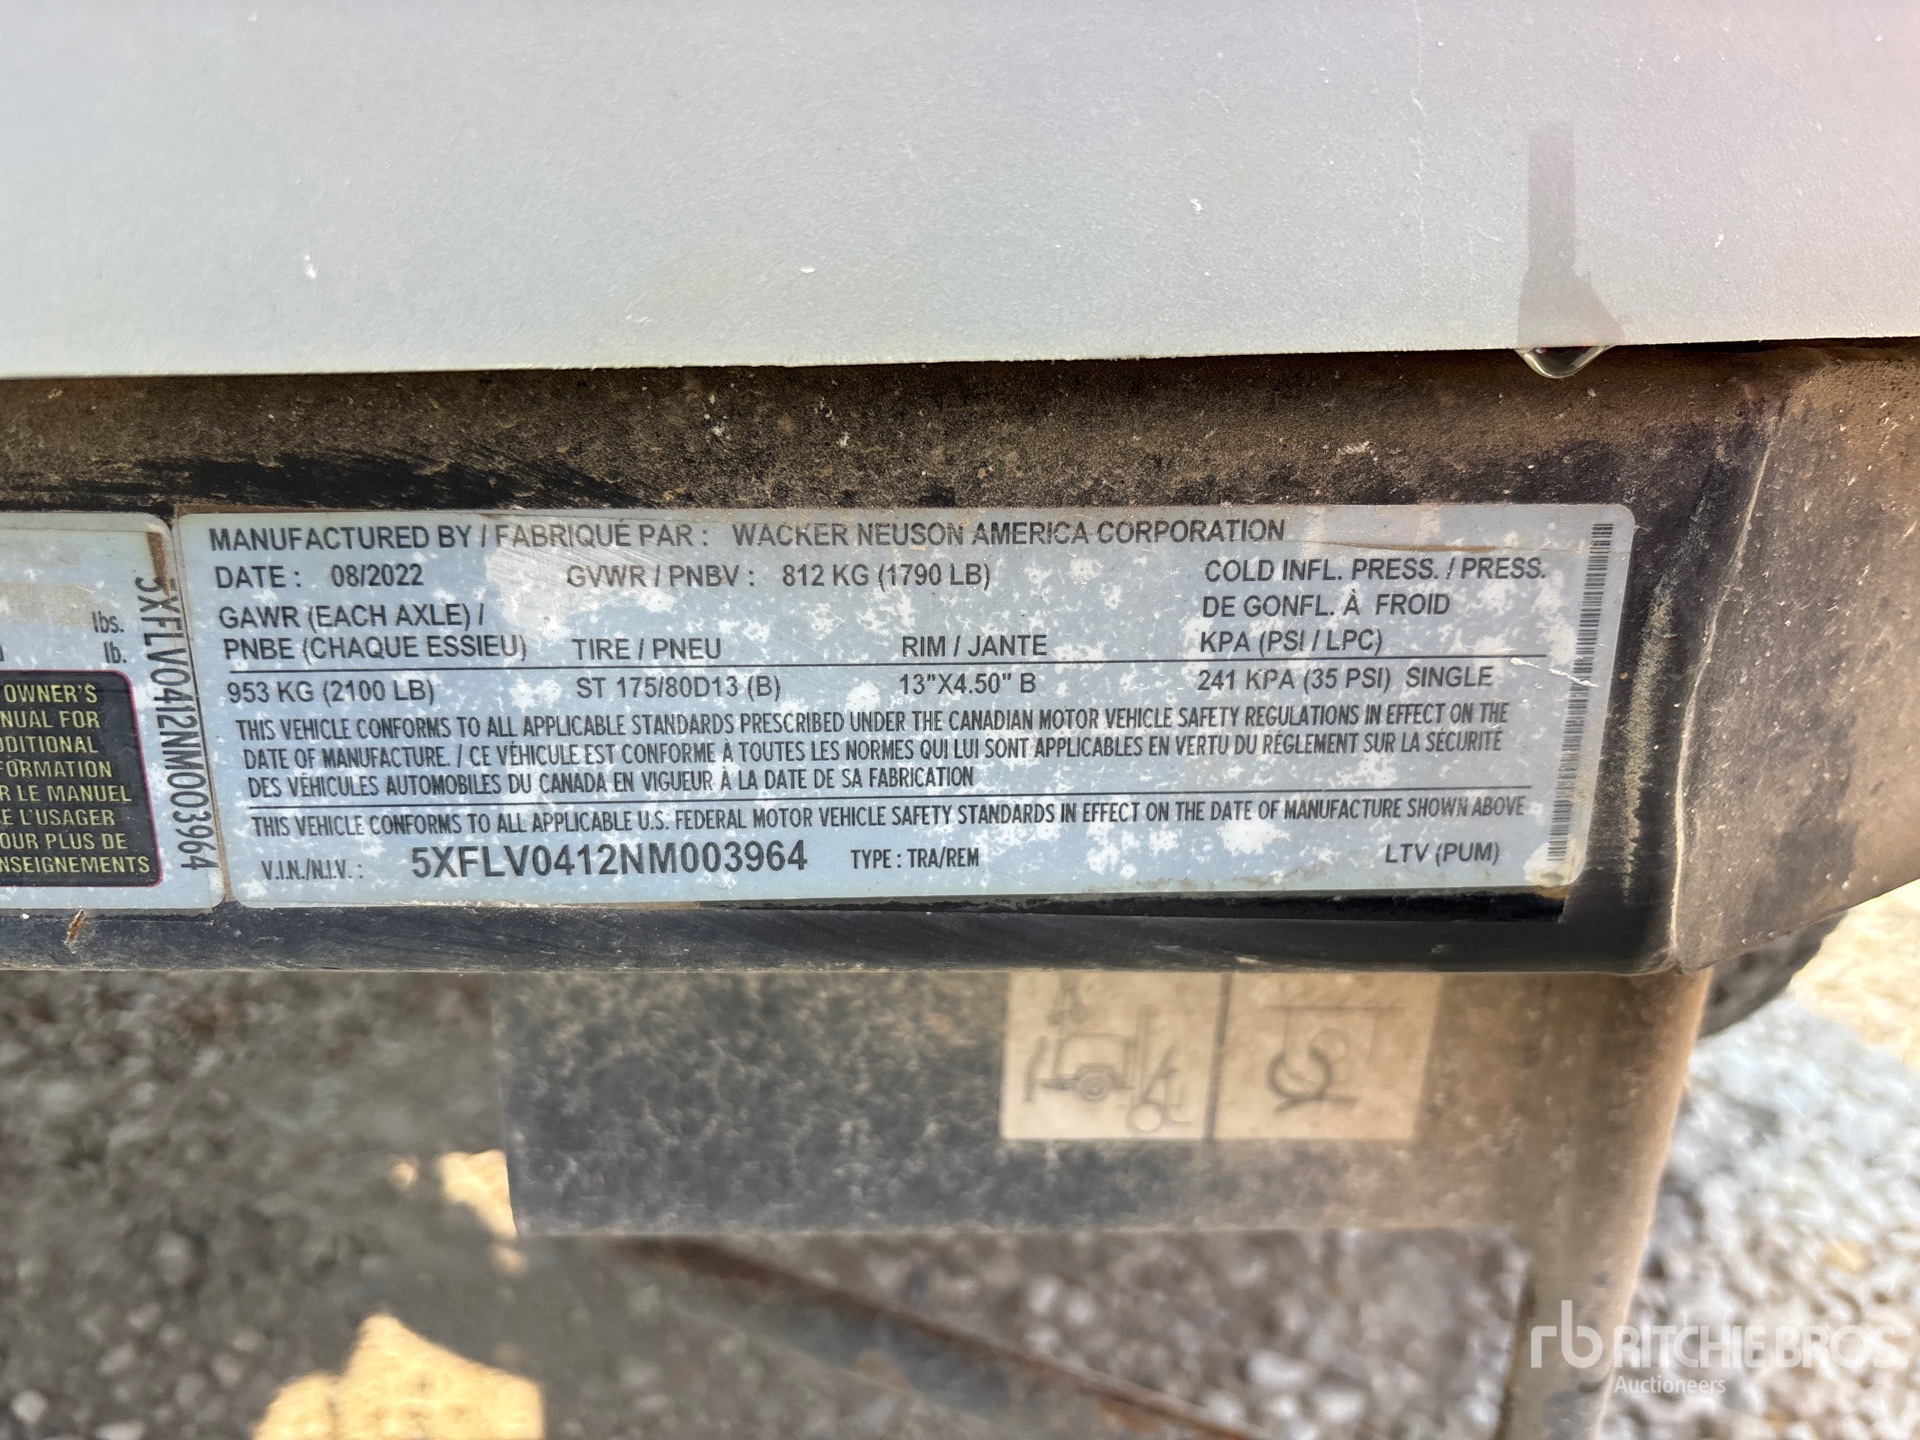 MANUFACTURED BY / FABRIQUÉ PAR : WACKER NEUSON AMERICA CORPORATION
DATE : 08/2022 GVWR / PNBV : 812 KG (1790 LB)
COLD INFL. PRESS. / PRESS.
DE GONFL. À FROID
KPA (PSI / LPC)
GAWR (EACH AXLE) /
PNBE (CHAQUE ESSIEU) TIRE / PNEU RIM / JANTE
953 KG (2100 LB) ST 175/80D13 (B) 13"X4.50" B 241 KPA (35 PSI) SINGLE
THIS VEHICLE CONFORMS TO ALL APPLICABLE STANDARDS PRESCRIBED UNDER THE CANADIAN MOTOR VEHICLE SAFETY REGULATIONS IN EFFECT ON THE
DATE OF MANUFACTURE. / CE VÉHICULE EST CONFORME À TOUTES LES NORMES QUI LUI SONT APPLICABLES EN VERTU DU RÉGLEMENT SUR LA SÉCURITÉ
DES VÉHICULES AUTOMOBILES DU CANADA EN VIGUEUR À LA DATE DE SA FABRICATION
THIS VEHICLE CONFORMS TO ALL APPLICABLE U.S. FEDERAL MOTOR VEHICLE SAFETY STANDARDS IN EFFECT ON THE DATE OF MANUFACTURE SHOWN ABOVE
V.I.N./N.I.V. : 5XFLV0412NM003964 TYPE : TRA/REM LTV (PUM)
5XFLV0412NM003964
lbs.
lb.
OWNER'S
NUAL FOR
DDITIONAL
FORMATION
R LE MANUEL
E L'USAGER
OUR PLUS DE
NSEIGNEMENTS
rb RITCHIE BROS.
Auctioneers